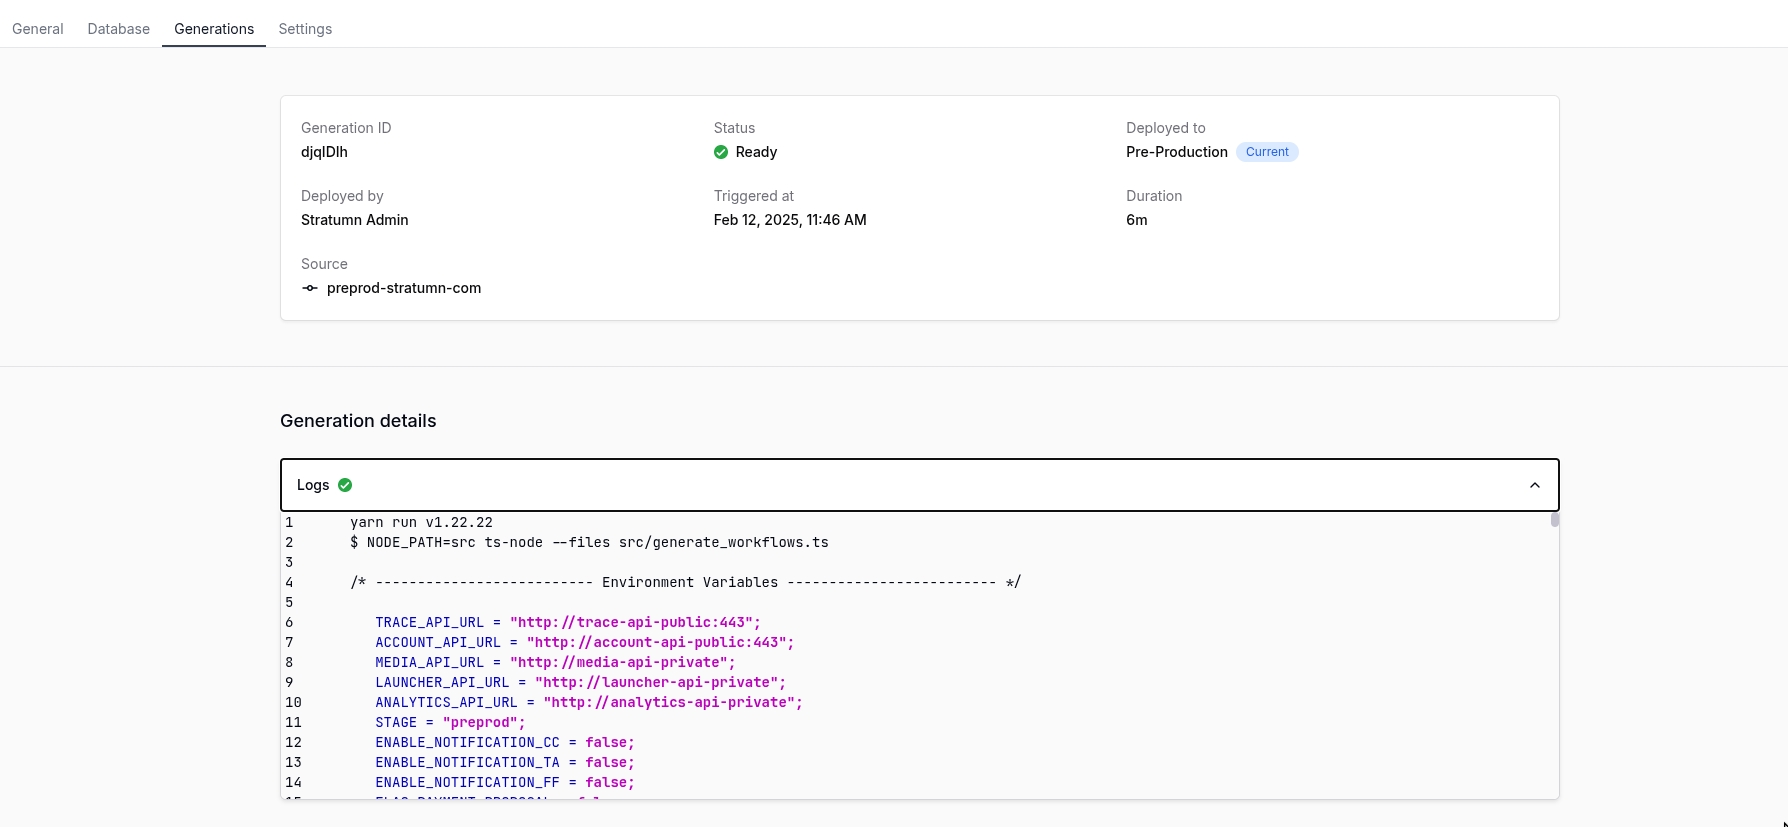 General Database Generations Settings
Generation ID Status Deployed to
djqIDIh Ready Pre-Production Current
Deployed by Triggered at Duration
Stratumn Admin Feb 12, 2025, 11:46 AM 6m
Source
preprod-stratumn-com
Generation details
Logs
1 yarn run v1.22.22
2 $ NODE_PATH=src ts-node --files src/generate_workflows.ts
3
4 /* -------------------------- Environment Variables ------------------------- */
5
6 TRACE_API_URL = "http://trace-api-public:443";
7 ACCOUNT_API_URL = "http://account-api-public:443";
8 MEDIA_API_URL = "http://media-api-private";
9 LAUNCHER_API_URL = "http://launcher-api-private";
10 ANALYTICS_API_URL = "http://analytics-api-private";
11 STAGE = "preprod";
12 ENABLE_NOTIFICATION_CC = false;
13 ENABLE_NOTIFICATION_TA = false;
14 ENABLE_NOTIFICATION_FF = false;